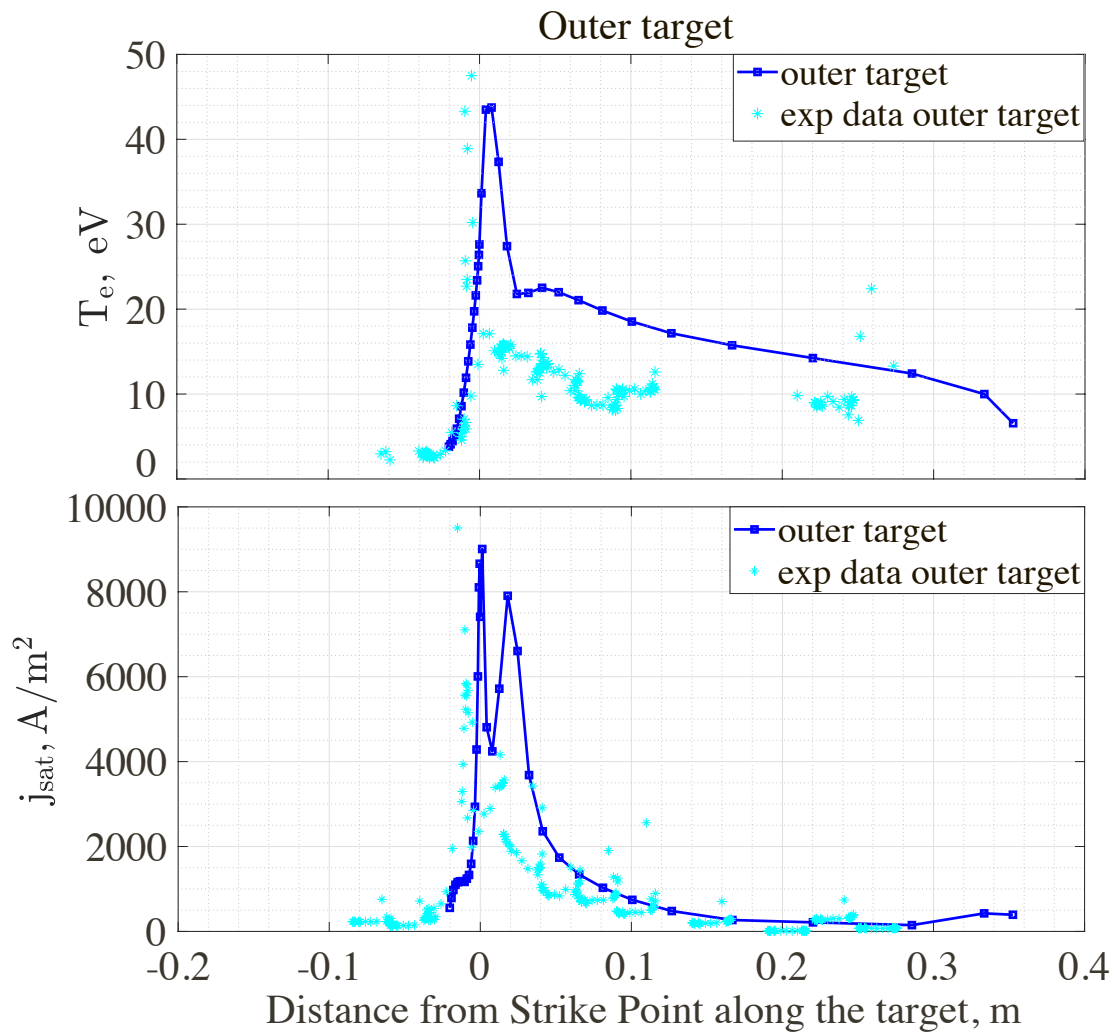 Outer target
50
40
30
20
10
0
T_e, eV
outer target
exp data outer target
10000
8000
6000
4000
2000
0
j_sat, A/m²
outer target
exp data outer target
-0.2 -0.1 0 0.1 0.2 0.3 0.4
Distance from Strike Point along the target, m